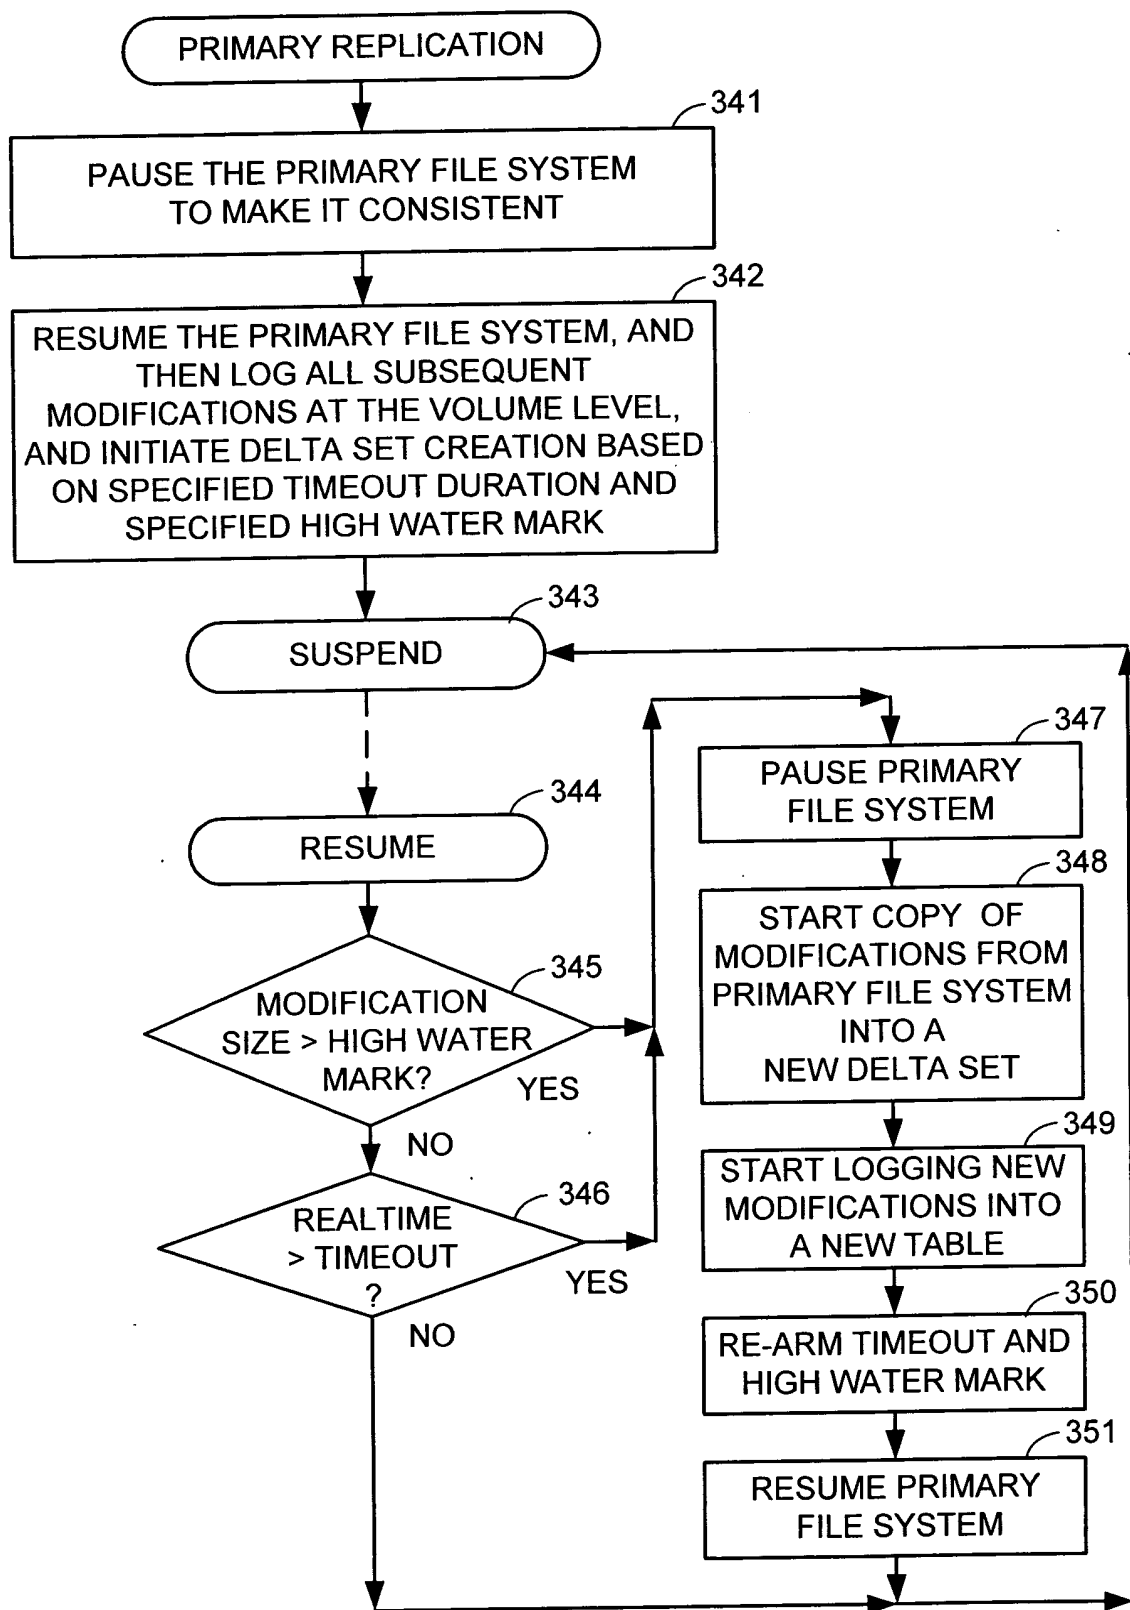 PRIMARY REPLICATION
341
PAUSE THE PRIMARY FILE SYSTEM
TO MAKE IT CONSISTENT
342
RESUME THE PRIMARY FILE SYSTEM, AND
THEN LOG ALL SUBSEQUENT
MODIFICATIONS AT THE VOLUME LEVEL,
AND INITIATE DELTA SET CREATION BASED
ON SPECIFIED TIMEOUT DURATION AND
SPECIFIED HIGH WATER MARK
343
SUSPEND
344
RESUME
345
MODIFICATION
SIZE > HIGH WATER
MARK?
YES
NO
346
REALTIME
> TIMEOUT
?
YES
NO
347
PAUSE PRIMARY
FILE SYSTEM
348
START COPY OF
MODIFICATIONS FROM
PRIMARY FILE SYSTEM
INTO A
NEW DELTA SET
349
START LOGGING NEW
MODIFICATIONS INTO
A NEW TABLE
350
RE-ARM TIMEOUT AND
HIGH WATER MARK
351
RESUME PRIMARY
FILE SYSTEM